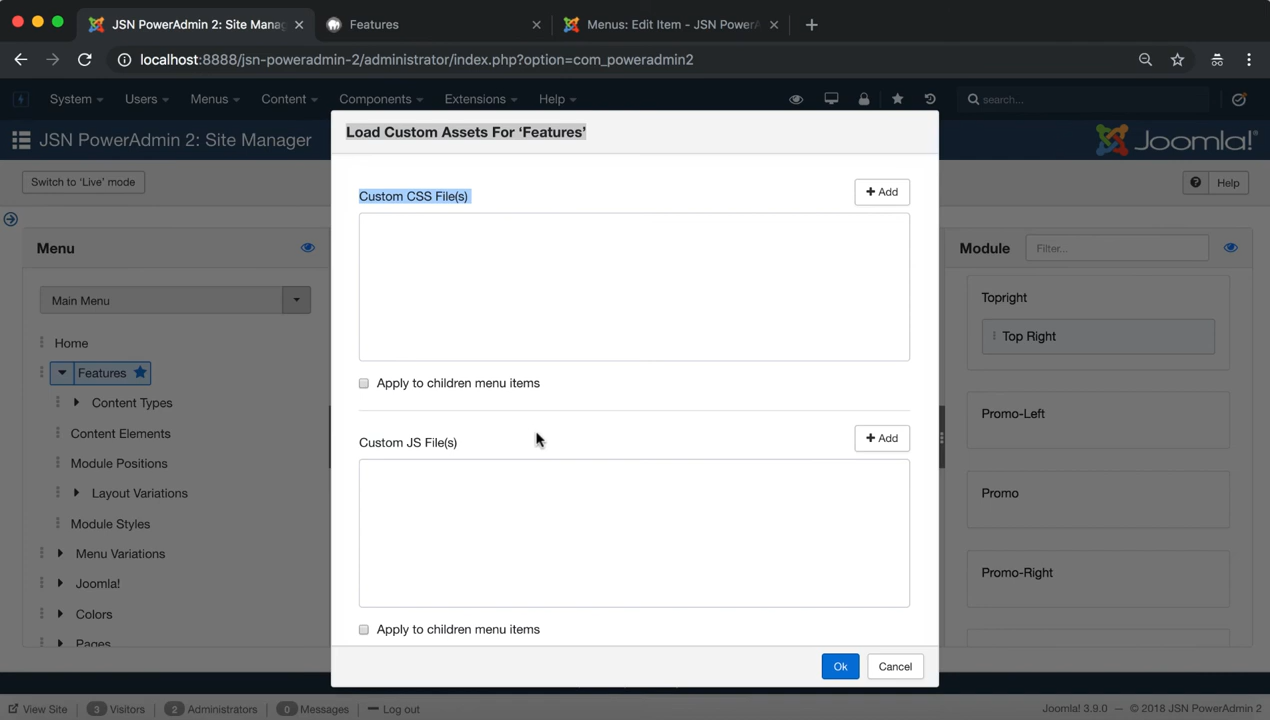 JSN PowerAdmin 2: Site Manag
Features
Menus: Edit Item - JSN PowerA
localhost:8888/jsn-poweradmin-2/administrator/index.php?option=com_poweradmin2
System
Users
Menus
Content
Components
Extensions
Help
search...
JSN PowerAdmin 2: Site Manager
Joomla!
Switch to ‘Live’ mode
Help
Load Custom Assets For ‘Features’
Custom CSS File(s)
+ Add
Apply to children menu items
Custom JS File(s)
+ Add
Apply to children menu items
Ok
Cancel
Menu
Main Menu
Home
Features
Content Types
Content Elements
Module Positions
Layout Variations
Module Styles
Menu Variations
Joomla!
Colors
Pages
Module
Filter...
Topright
Top Right
Promo-Left
Promo
Promo-Right
View Site
3 Visitors
2 Administrators
0 Messages
Log out
Joomla! 3.9.0 — © 2018 JSN PowerAdmin 2